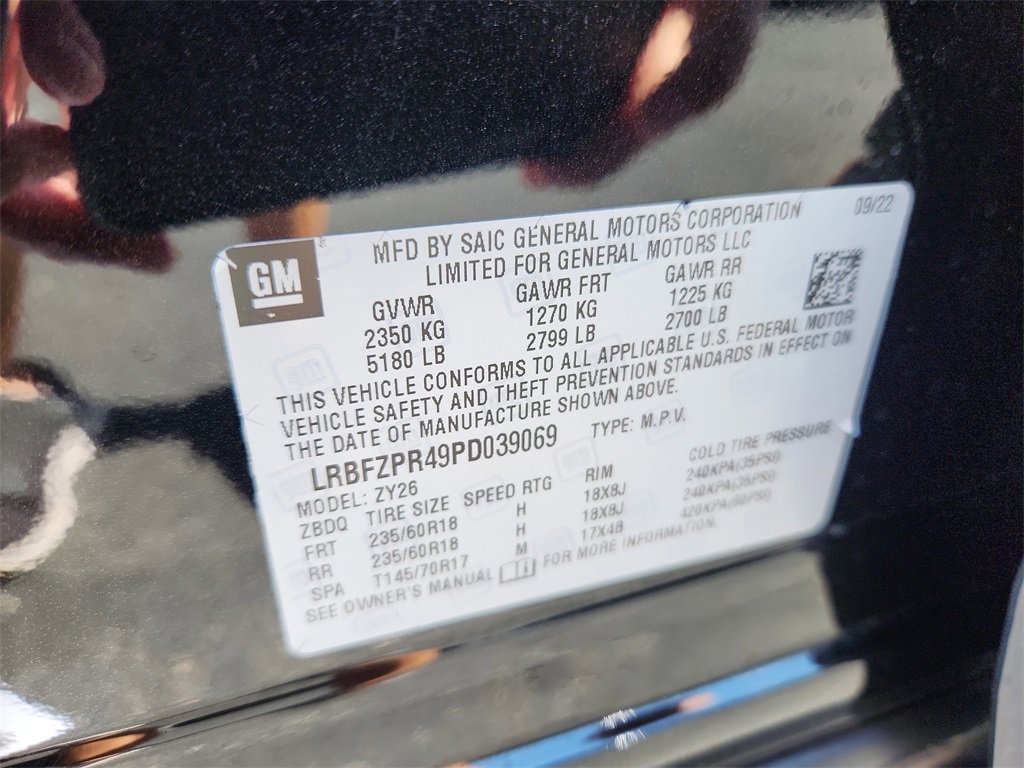 GM
®
MFD BY SAIC GENERAL MOTORS CORPORATION 09/22
LIMITED FOR GENERAL MOTORS LLC
GVWR GAWR FRT GAWR RR
2350 KG 1270 KG 1225 KG
5180 LB 2799 LB 2700 LB
THIS VEHICLE CONFORMS TO ALL APPLICABLE U.S. FEDERAL MOTOR
VEHICLE SAFETY AND THEFT PREVENTION STANDARDS IN EFFECT ON
THE DATE OF MANUFACTURE SHOWN ABOVE.
LRBFZPR49PD039069 TYPE: M.P.V.
MODEL: ZY26
ZBDQ TIRE SIZE SPEED RTG RIM COLD TIRE PRESSURE
FRT 235/60R18 H 18X8J 240KPA(35PSI)
RR 235/60R18 H 18X8J 240KPA(35PSI)
SPA T145/70R17 M 17X4B 420KPA(60PSI)
SEE OWNER'S MANUAL FOR MORE INFORMATION.